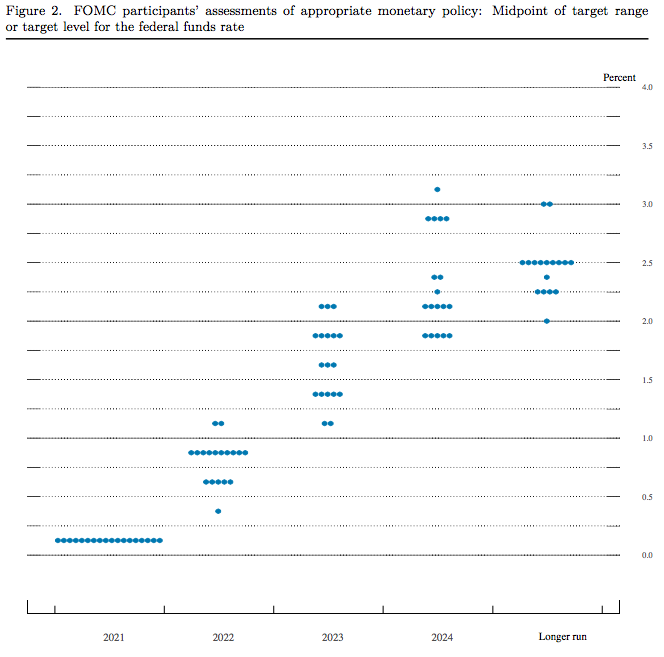 Figure 2. FOMC participants' assessments of appropriate monetary policy: Midpoint of target range
or target level for the federal funds rate
Percent
4.0
3.5
3.0
2.5
2.0
1.5
1.0
0.5
0.0
2021 2022 2023 2024 Longer run